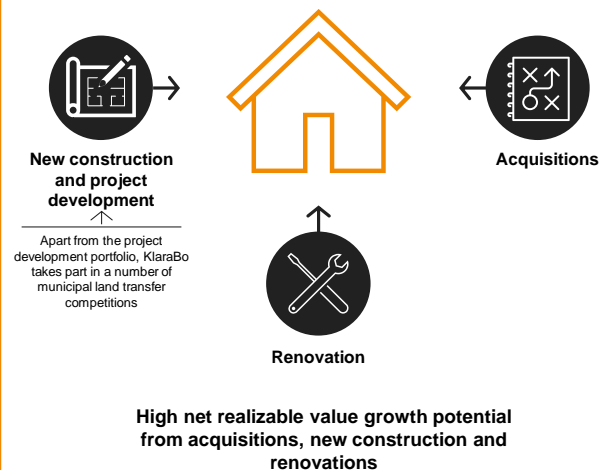 New construction
and project
development
Apart from the project
development portfolio, KlaraBo
takes part in a number of
municipal land transfer
competitions
Acquisitions
Renovation
High net realizable value growth potential
from acquisitions, new construction and
renovations